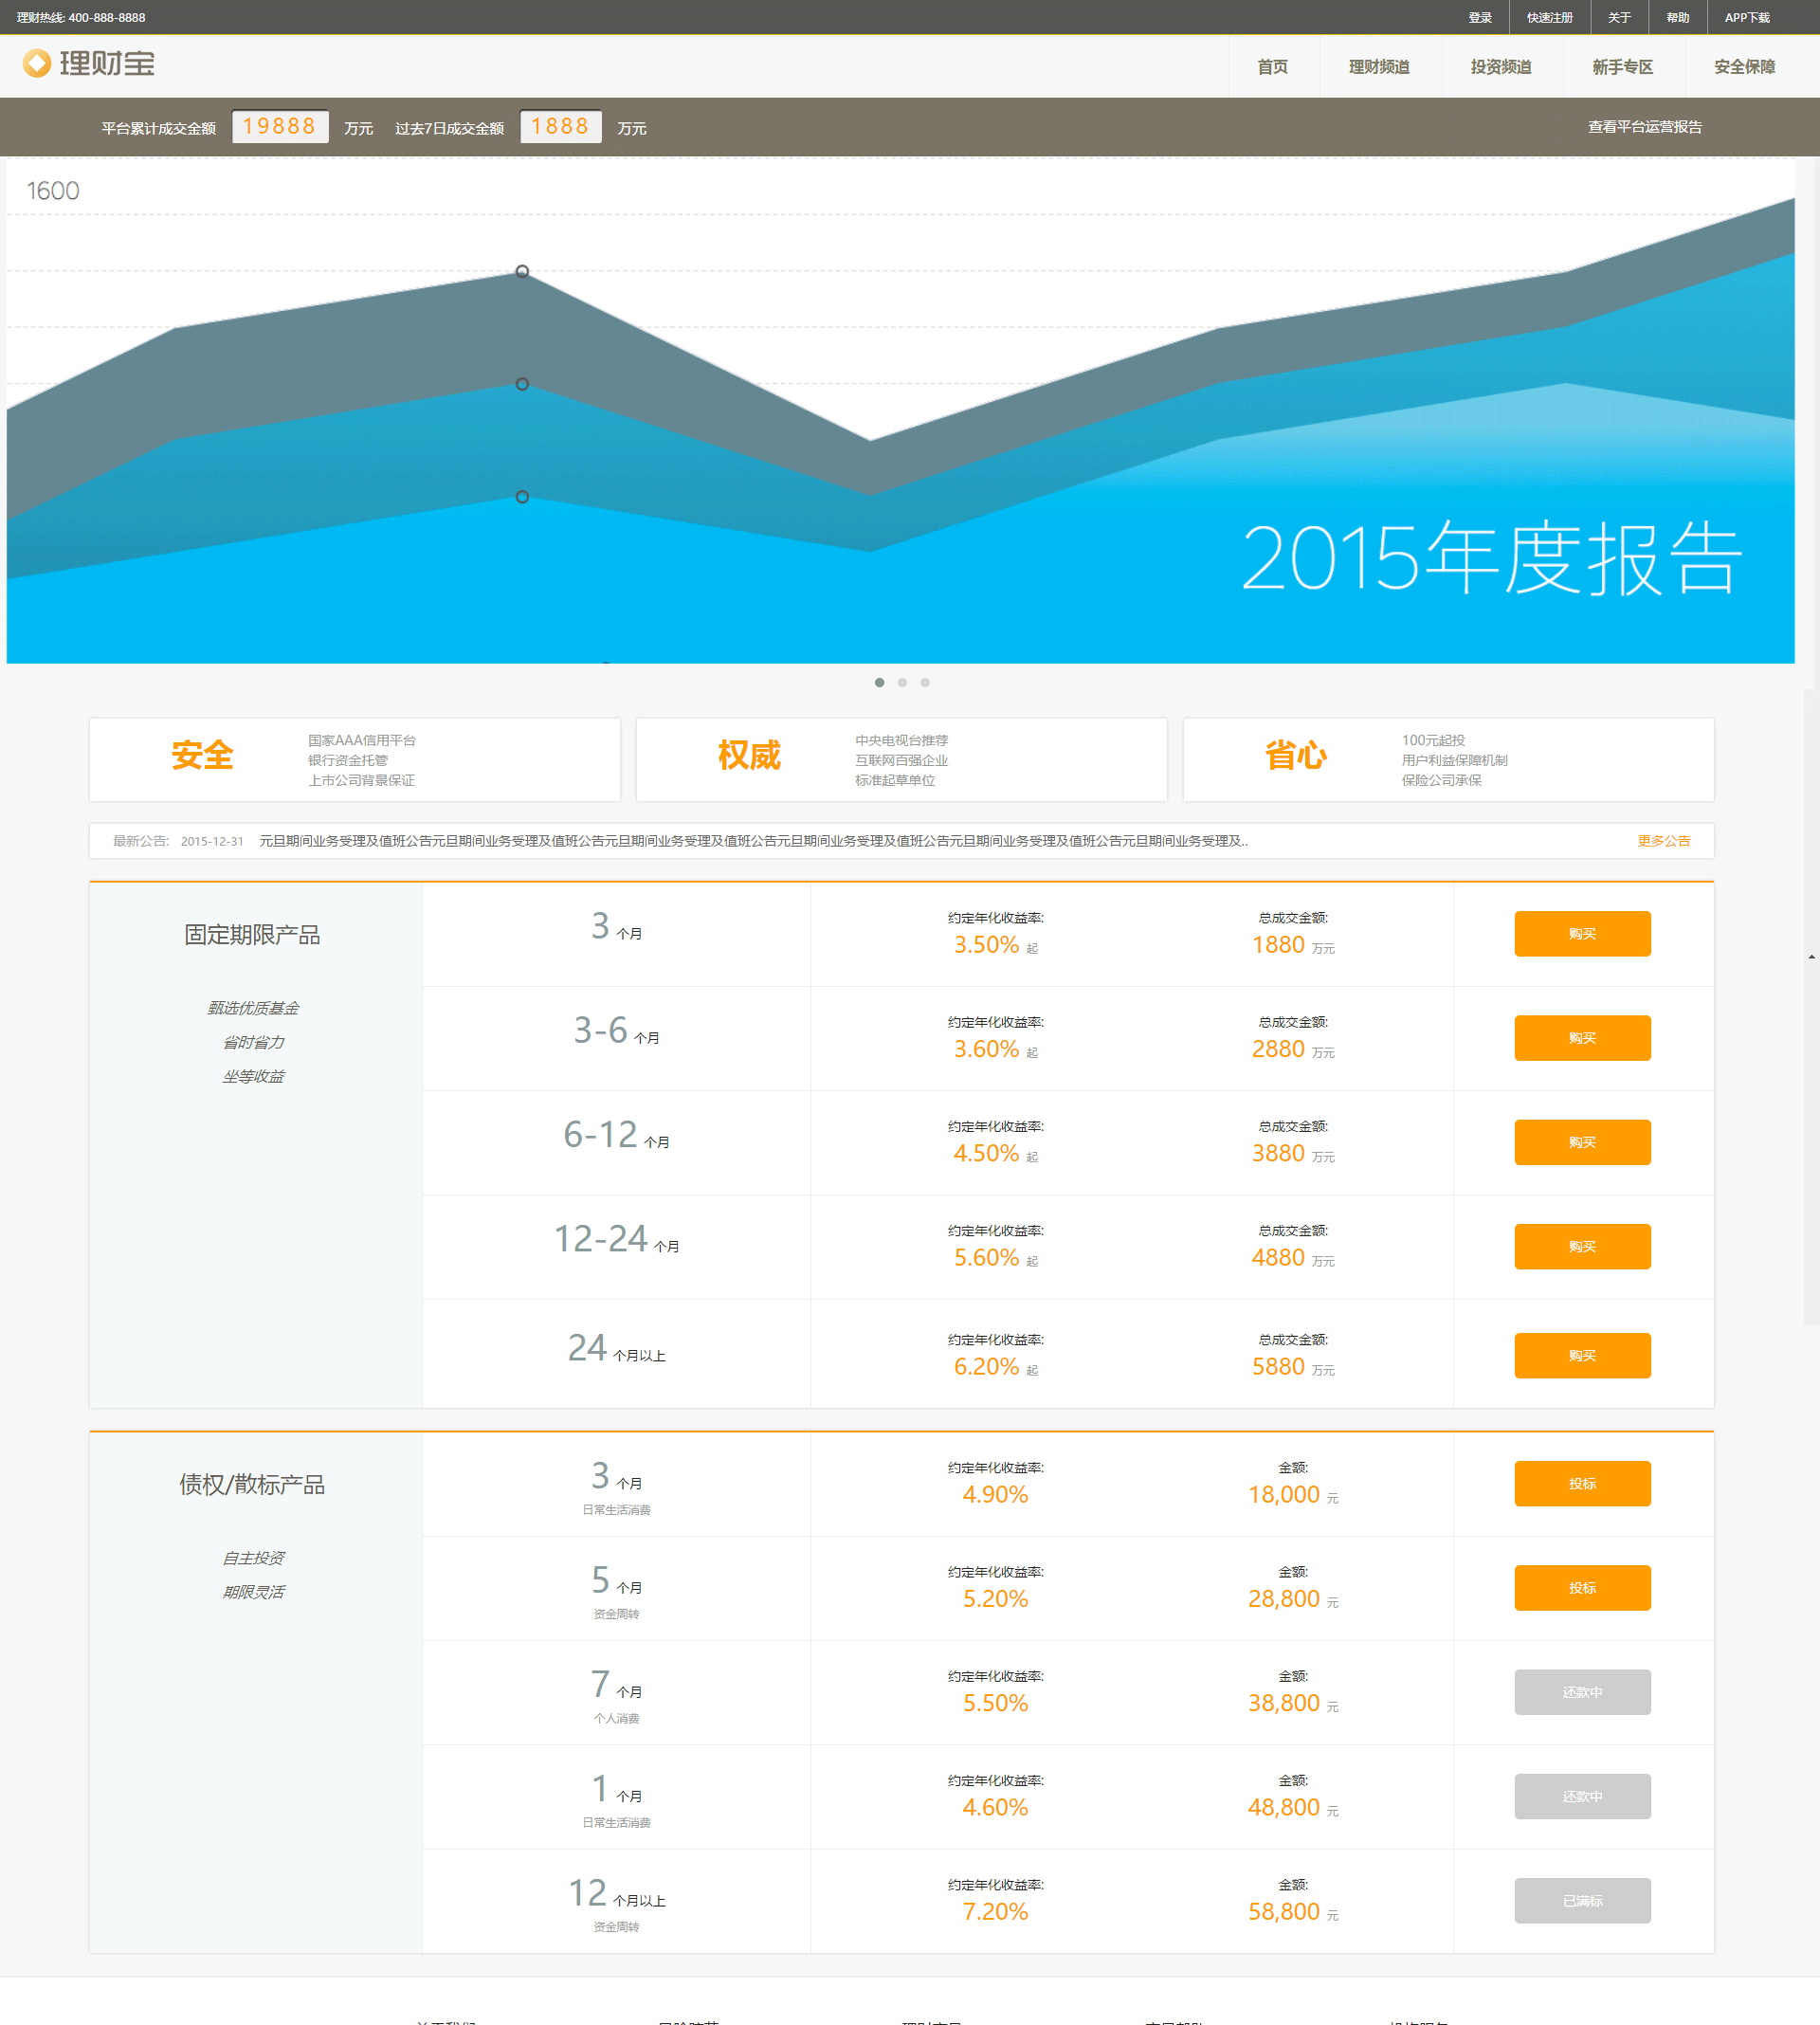 理财热线: 400-888-8888
登录 快速注册 关于 帮助 APP下载
理财宝
首页 理财频道 投资频道 新手专区 安全保障
平台累计成交金额 19888 万元 过去7日成交金额 1888 万元 查看平台运营报告
1600
2015年度报告
安全
国家AAA信用平台
银行资金托管
上市公司背景保证
权威
中央电视台推荐
互联网百强企业
标准起草单位
省心
100元起投
用户利益保障机制
保险公司承保
最新公告: 2015-12-31 元旦期间业务受理及值班公告元旦期间业务受理及值班公告元旦期间业务受理及值班公告元旦期间业务受理及值班公告元旦期间业务受理及值班公告元旦期间业务受理及.. 更多公告
固定期限产品
甄选优质基金
省时省力
坐等收益
3 个月
约定年化收益率:
3.50% 起
总成交金额:
1880 万元
购买
3-6 个月
约定年化收益率:
3.60% 起
总成交金额:
2880 万元
购买
6-12 个月
约定年化收益率:
4.50% 起
总成交金额:
3880 万元
购买
12-24 个月
约定年化收益率:
5.60% 起
总成交金额:
4880 万元
购买
24 个月以上
约定年化收益率:
6.20% 起
总成交金额:
5880 万元
购买
债权/散标产品
自主投资
期限灵活
3 个月
日常生活消费
约定年化收益率:
4.90%
金额:
18,000 元
投标
5 个月
资金周转
约定年化收益率:
5.20%
金额:
28,800 元
投标
7 个月
个人消费
约定年化收益率:
5.50%
金额:
38,800 元
还款中
1 个月
日常生活消费
约定年化收益率:
4.60%
金额:
48,800 元
还款中
12 个月以上
资金周转
约定年化收益率:
7.20%
金额:
58,800 元
已满标